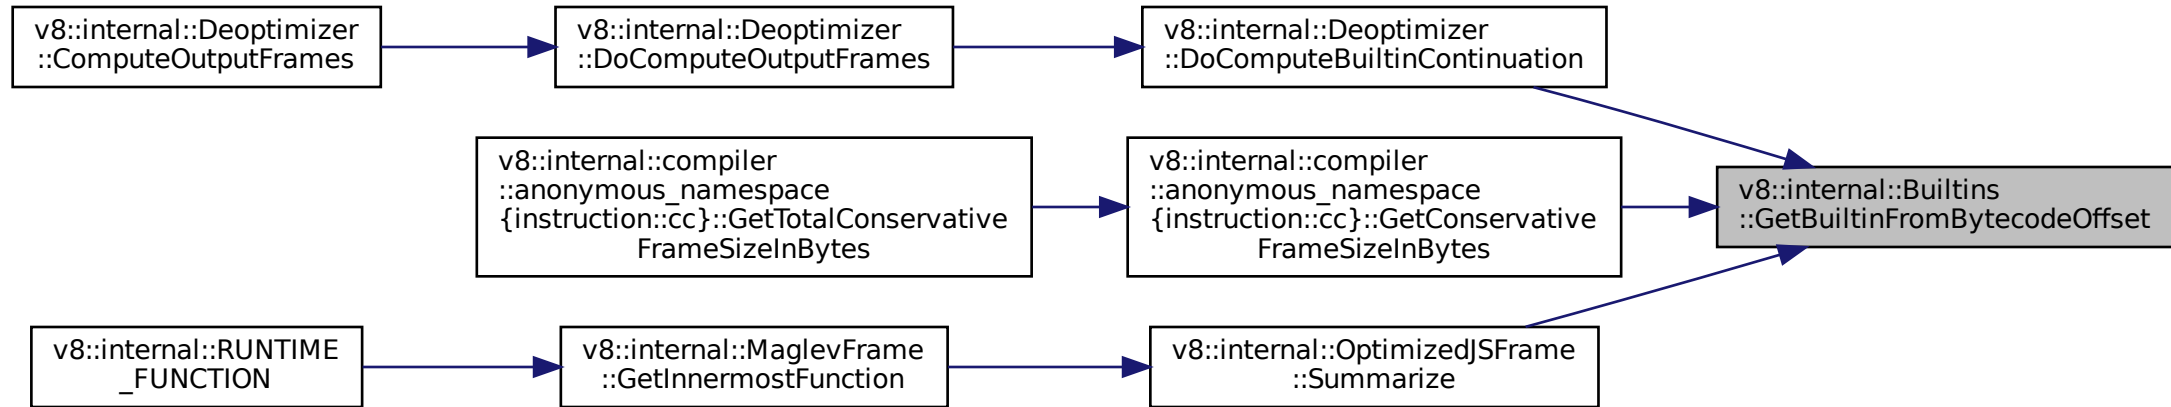 v8::internal::Deoptimizer
::ComputeOutputFrames
v8::internal::Deoptimizer
::DoComputeOutputFrames
v8::internal::Deoptimizer
::DoComputeBuiltinContinuation
v8::internal::compiler
::anonymous_namespace
{instruction::cc}::GetTotalConservative
FrameSizeInBytes
v8::internal::compiler
::anonymous_namespace
{instruction::cc}::GetConservative
FrameSizeInBytes
v8::internal::Builtins
::GetBuiltinFromBytecodeOffset
v8::internal::RUNTIME
_FUNCTION
v8::internal::MaglevFrame
::GetInnermostFunction
v8::internal::OptimizedJSFrame
::Summarize